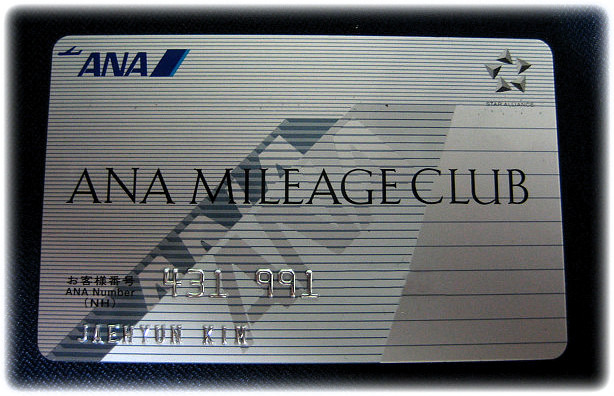 ANA
STAR ALLIANCE
ANA MILEAGE CLUB
お客様番号
ANA Number
(NH)
431 991
JAEHYUN KIM